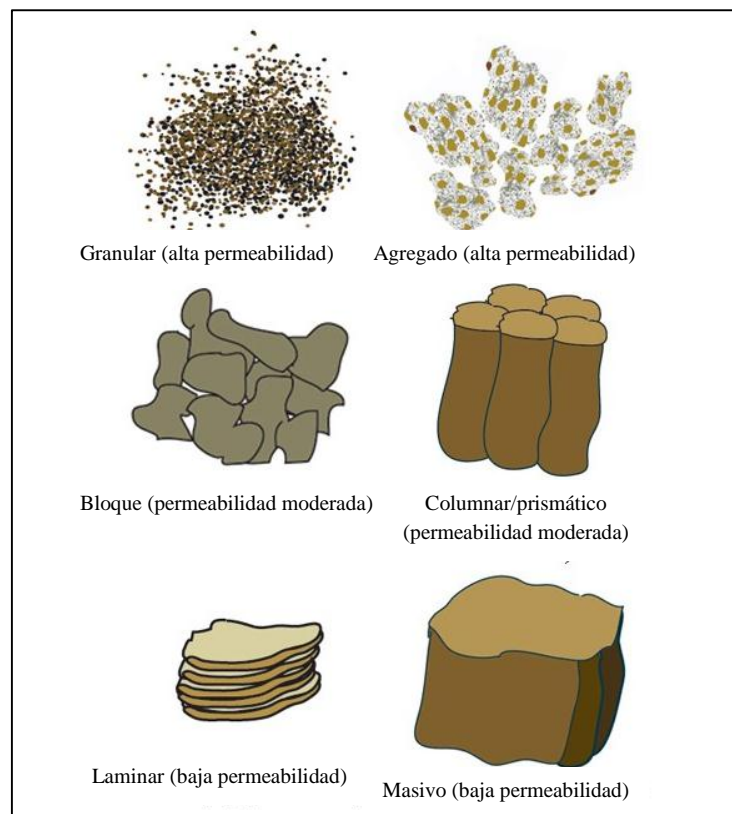 Granular (alta permeabilidad)
Agregado (alta permeabilidad)
Bloque (permeabilidad moderada)
Columnar/prismático
(permeabilidad moderada)
Laminar (baja permeabilidad)
Masivo (baja permeabilidad)